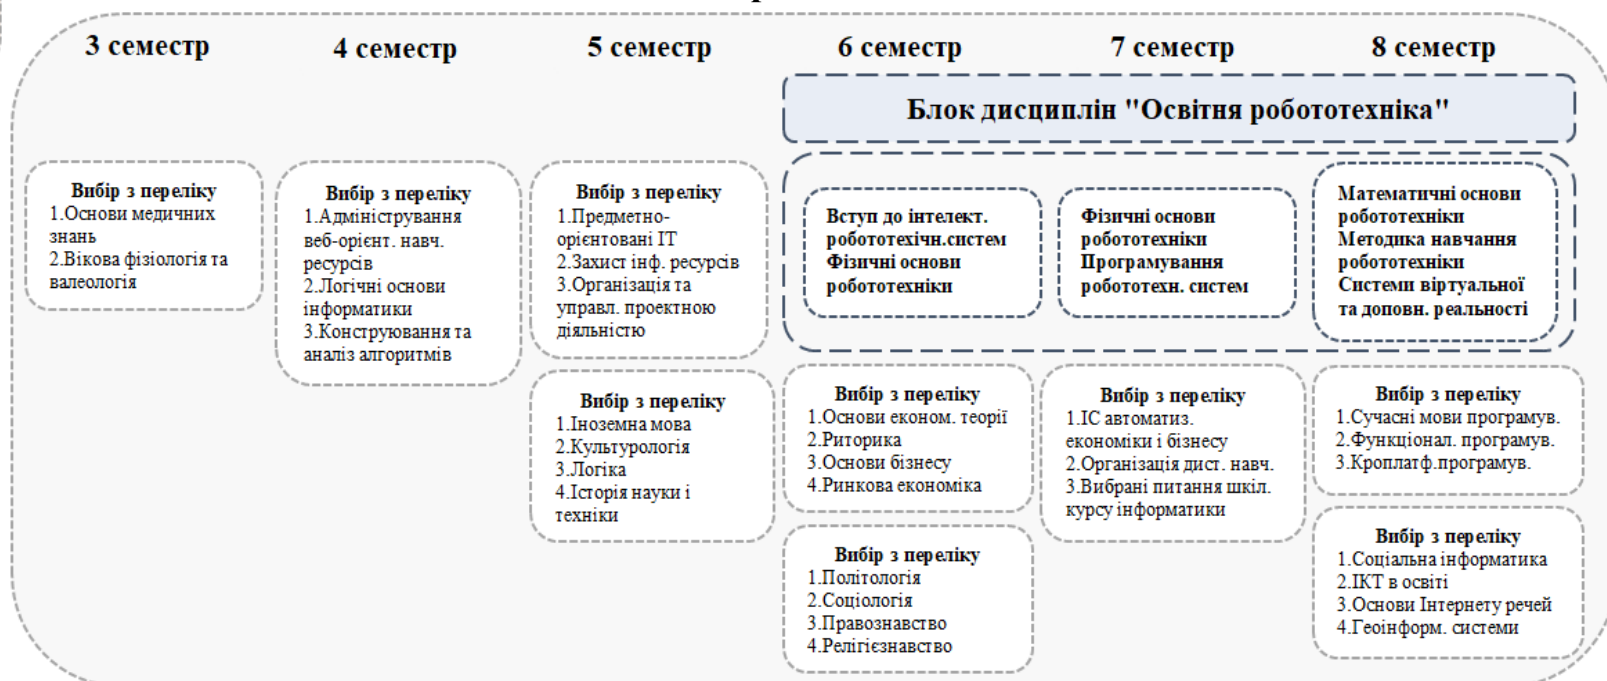 3 семестр
4 семестр
5 семестр
6 семестр
7 семестр
8 семестр
Блок дисциплін "Освітня робототехніка"
Вибір з переліку
1.Основи медичних
знань
2.Вікова фізіологія та
валеологія
Вибір з переліку
1.Адміністрування
веб-орієнт. навч.
ресурсів
2.Логічні основи
інформатики
3.Конструювання та
аналіз алгоритмів
Вибір з переліку
1.Предметно-
орієнтовані ІТ
2.Захист інф. ресурсів
3.Організація та
управл. проектною
діяльністю
Вибір з переліку
1.Іноземна мова
2.Культурологія
3.Логіка
4.Історія науки і
техніки
Вступ до інтелект.
робототехічн.систем
Фізичні основи
робототехніки
Вибір з переліку
1.Основи економ. теорії
2.Риторика
3.Основи бізнесу
4.Ринкова економіка
Вибір з переліку
1.Політологія
2.Соціологія
3.Правознавство
4.Релігієзнавство
Фізичні основи
робототехніки
Програмування
робототехн. систем
Вибір з переліку
1.ІС автоматиз.
економіки і бізнесу
2.Організація дист. навч.
3.Вибрані питання шкіл.
курсу інформатики
Математичні основи
робототехніки
Методика навчання
робототехніки
Системи віртуальної
та доповн. реальності
Вибір з переліку
1.Сучасні мови програмув.
2.Функціонал. програмув.
3.Кроплатф.програмув.
Вибір з переліку
1.Соціальна інформатика
2.ІКТ в освіті
3.Основи Інтернету речей
4.Геоінформ. системи